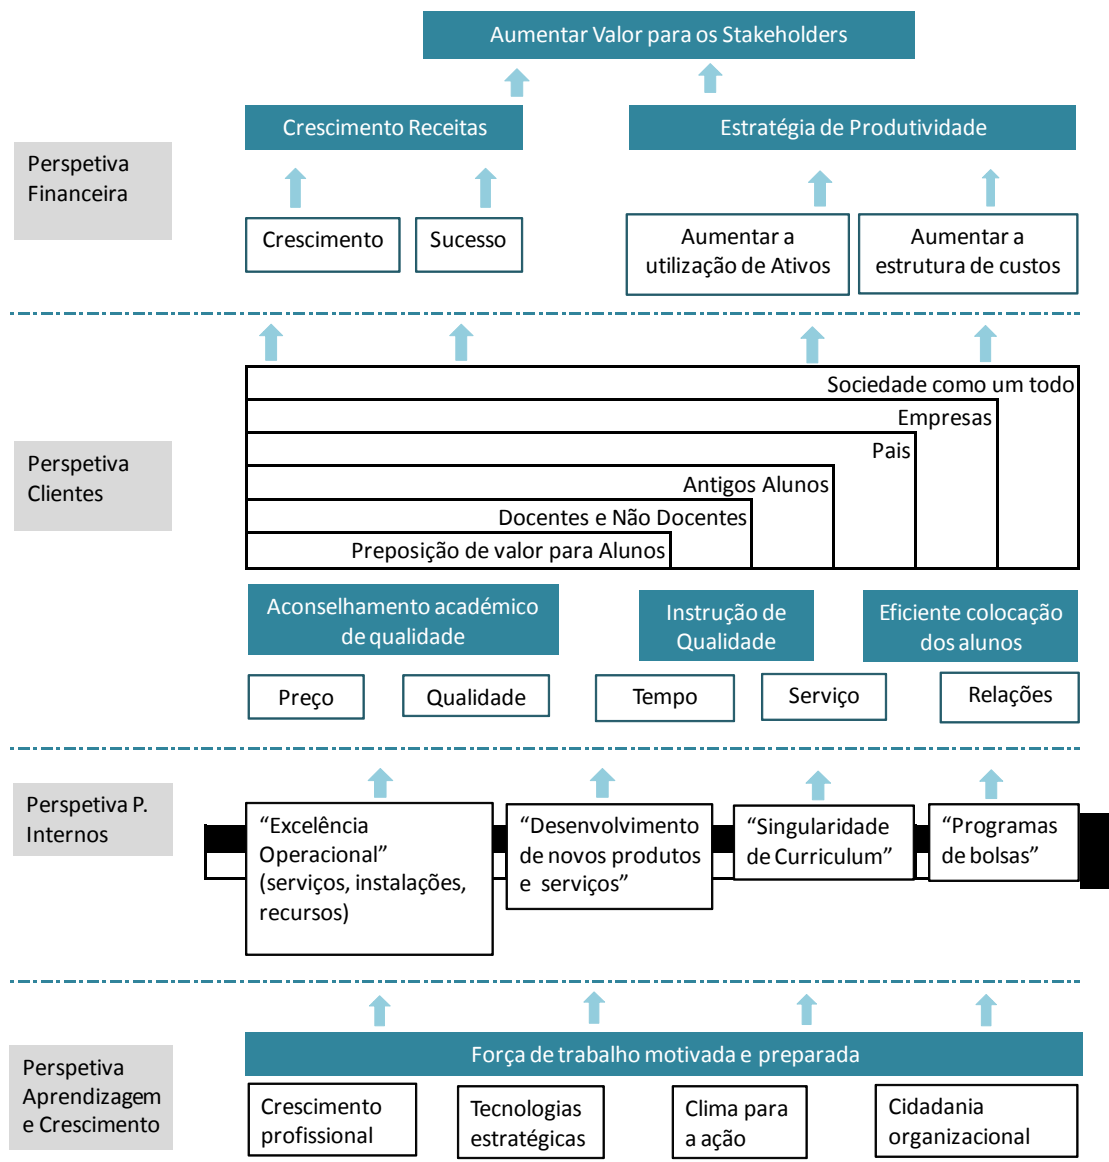 Aumentar Valor para os Stakeholders
Crescimento Receitas
Estratégia de Produtividade
Perspetiva
Financeira
Crescimento
Sucesso
Aumentar a
utilização de Ativos
Aumentar a
estrutura de custos
Sociedade como um todo
Empresas
Pais
Perspetiva
Clientes
Antigos Alunos
Docentes e Não Docentes
Preposição de valor para Alunos
Aconselhamento académico
de qualidade
Instrução de
Qualidade
Eficiente colocação
dos alunos
Preço
Qualidade
Tempo
Serviço
Relações
Perspetiva P.
Internos
“Excelência
Operacional”
(serviços, instalações,
recursos)
“Desenvolvimento
de novos produtos
e serviços”
“Singularidade
de Curriculum”
“Programas
de bolsas”
Força de trabalho motivada e preparada
Perspetiva
Aprendizagem
e Crescimento
Crescimento
profissional
Tecnologias
estratégicas
Clima para
a ação
Cidadania
organizacional